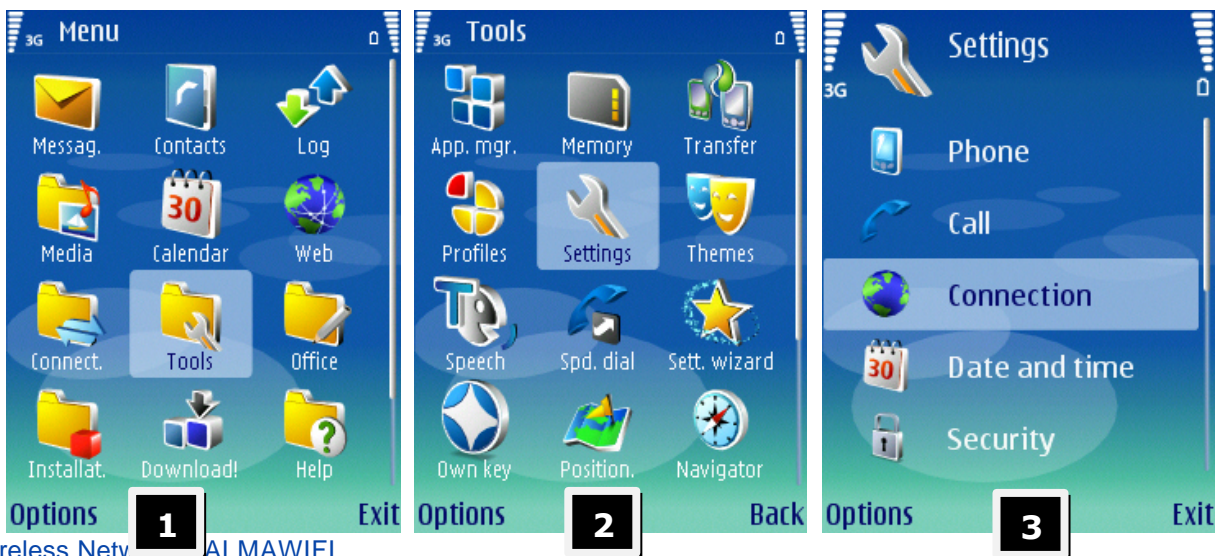 3G Menu
Messag. Contacts Log
30
Media Calendar Web
Connect. Tools Office
?
Installat. Download! Help
Options 1 Exit
3G Tools
App. mgr. Memory Transfer
Profiles Settings Themes
T
Speech Spd. dial Sett. wizard
Own key Position. Navigator
Options 2 Back
Settings
3G
Phone
Call
Connection
30 Date and time
Security
Options 3 Exit